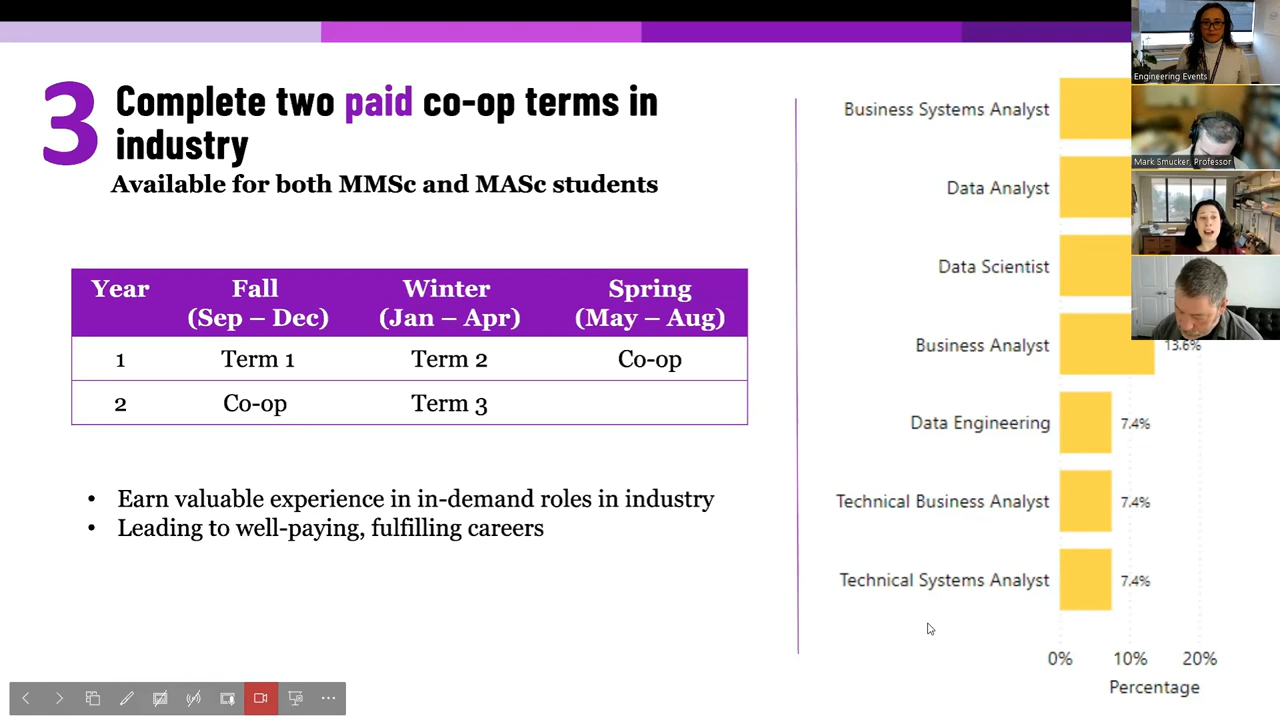 3
Complete two paid co-op terms in
industry
Available for both MMSc and MASc students
Year Fall Winter Spring
(Sep – Dec) (Jan – Apr) (May – Aug)
1 Term 1 Term 2 Co-op
2 Co-op Term 3
• Earn valuable experience in in-demand roles in industry
• Leading to well-paying, fulfilling careers
Business Systems Analyst
Data Analyst
Data Scientist
Business Analyst 13.6%
Data Engineering 7.4%
Technical Business Analyst 7.4%
Technical Systems Analyst 7.4%
0% 10% 20%
Percentage
Engineering Events
Mark Smucker, Professor